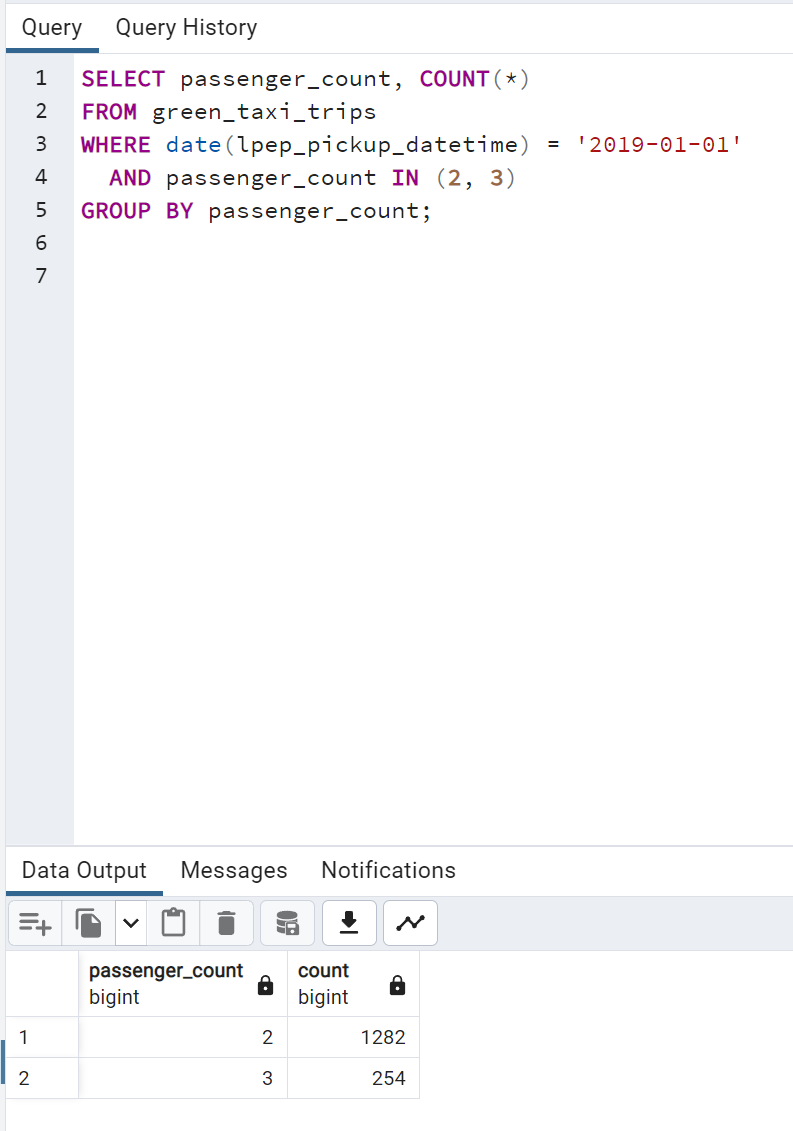 Query Query History
1 SELECT passenger_count, COUNT(*)
2 FROM green_taxi_trips
3 WHERE date(lpep_pickup_datetime) = '2019-01-01'
4 AND passenger_count IN (2, 3)
5 GROUP BY passenger_count;
6
7
Data Output Messages Notifications
passenger_count count
bigint bigint
1 2 1282
2 3 254